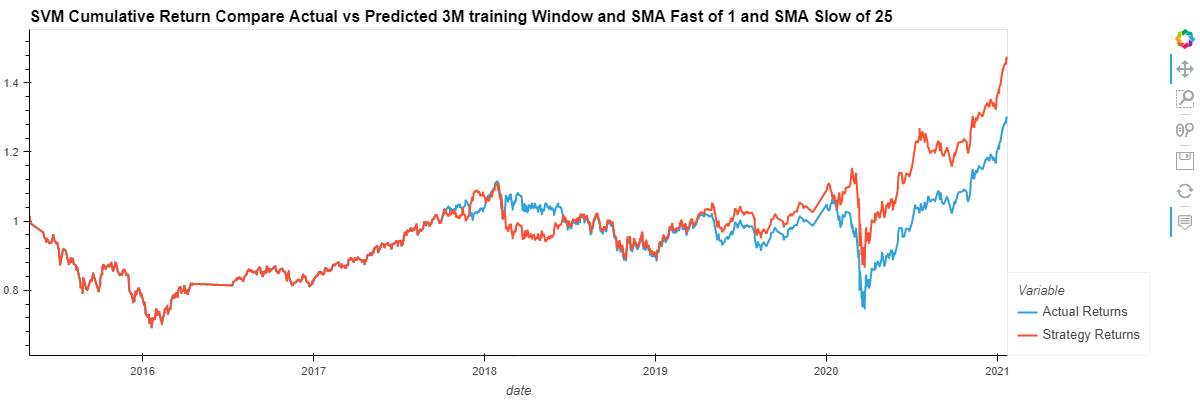 SVM Cumulative Return Compare Actual vs Predicted 3M training Window and SMA Fast of 1 and SMA Slow of 25
1.4
1.2
1
0.8
2016 2017 2018 2019 2020 2021
date
Variable
Actual Returns
Strategy Returns